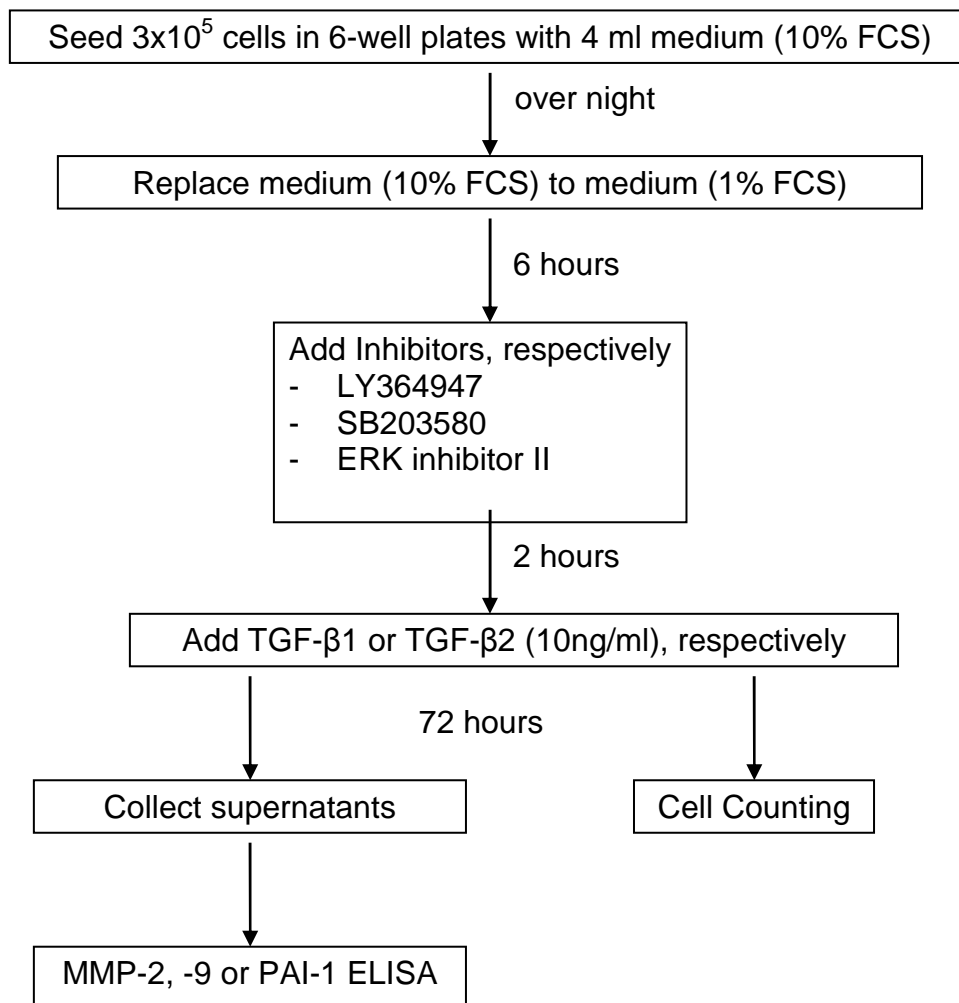 Seed 3x10⁵ cells in 6-well plates with 4 ml medium (10% FCS)
over night
Replace medium (10% FCS) to medium (1% FCS)
6 hours
Add Inhibitors, respectively
- LY364947
- SB203580
- ERK inhibitor II
2 hours
Add TGF-β1 or TGF-β2 (10ng/ml), respectively
72 hours
Collect supernatants
Cell Counting
MMP-2, -9 or PAI-1 ELISA